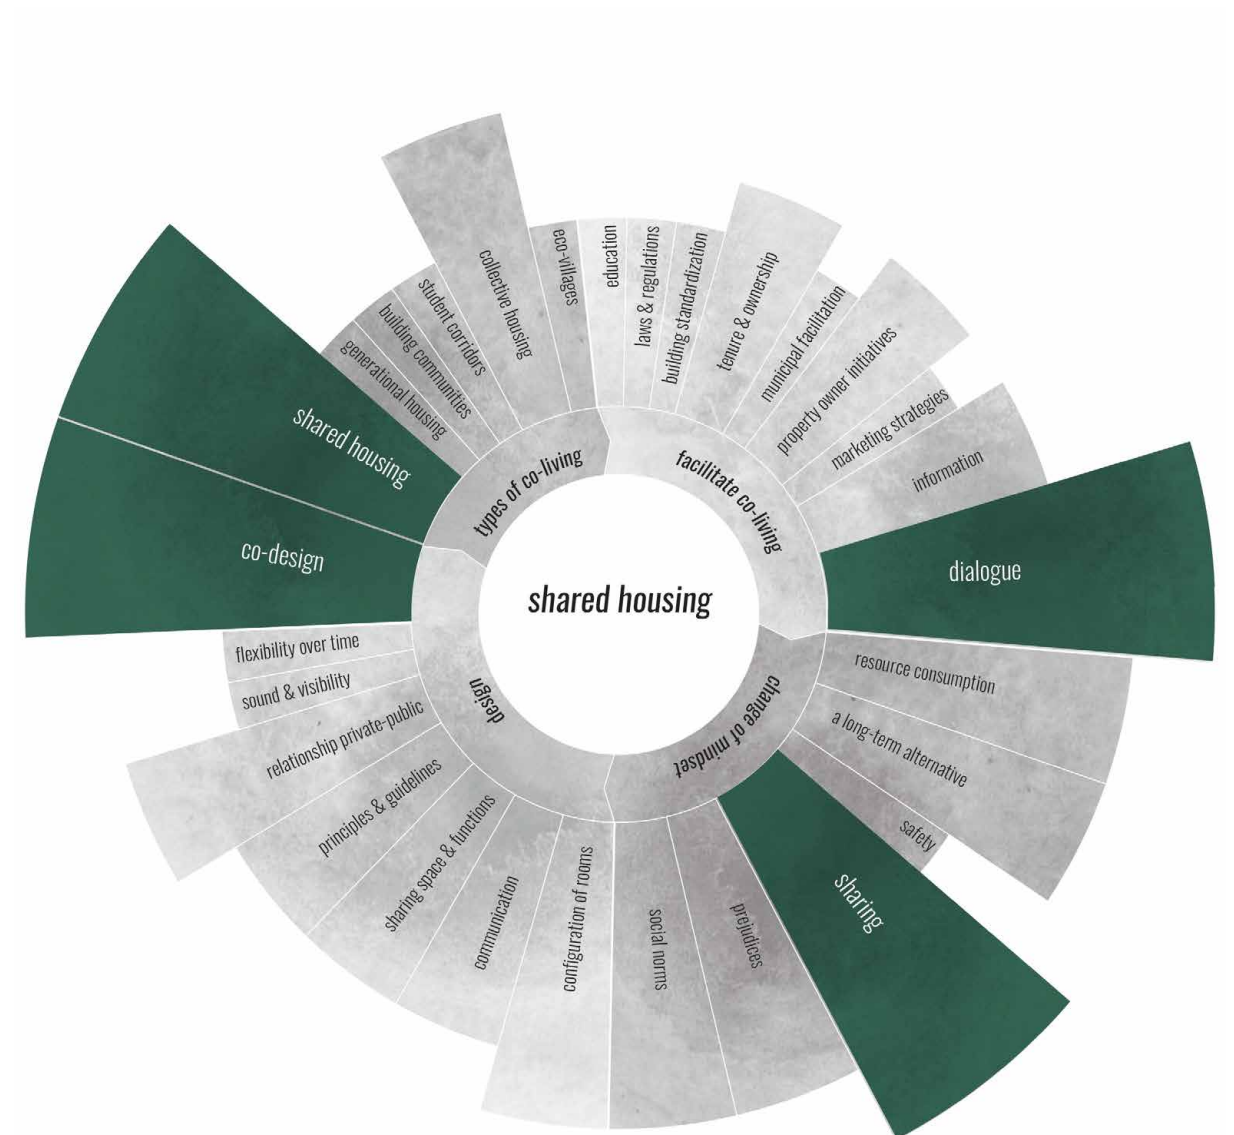 shared housing
types of co-living
facilitate co-living
change of mindset
design
shared housing
generational housing
building communities
student corridors
collective housing
eco-villages
education
laws & regulations
building standardization
tenure & ownership
municipal facilitation
property owner initiatives
marketing strategies
information
dialogue
resource consumption
a long-term alternative
safety
sharing
prejudices
social norms
configuration of rooms
communication
sharing space & functions
principles & guidelines
relationship private-public
sound & visibility
flexibility over time
co-design